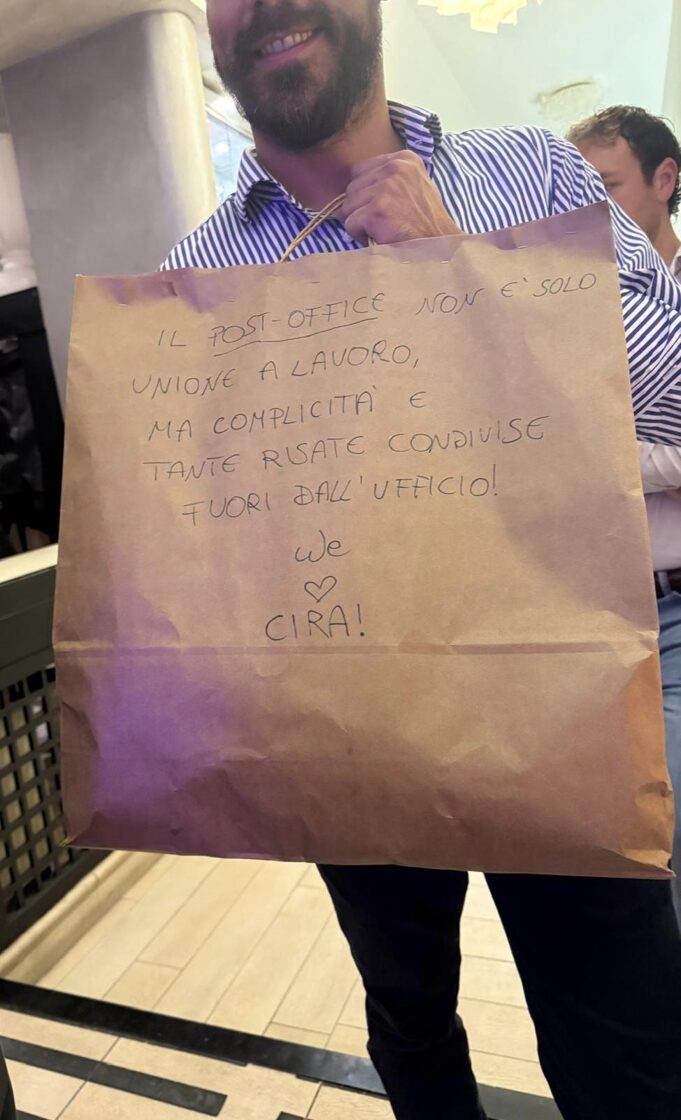 IL POST-OFFICE NON E' SOLO
UNIONE A LAVORO,
MA COMPLICITÀ E
TANTE RISATE CONDIVISE
FUORI DALL'UFFICIO!
We
♡
CIRA!